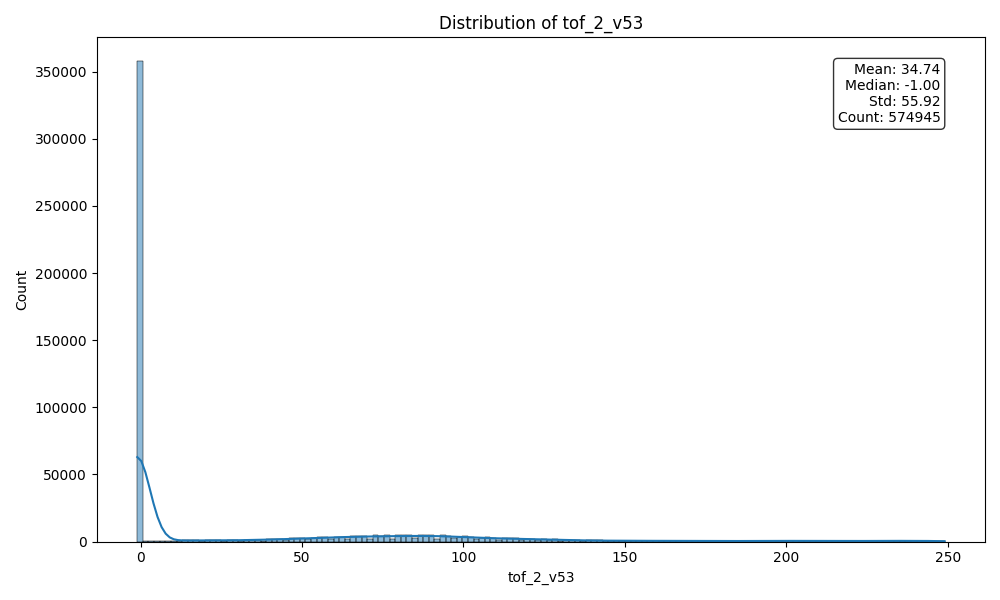 Distribution of tof_2_v53
Mean: 34.74
Median: -1.00
Std: 55.92
Count: 574945
350000
300000
250000
200000
150000
100000
50000
0
Count
0 50 100 150 200 250
tof_2_v53